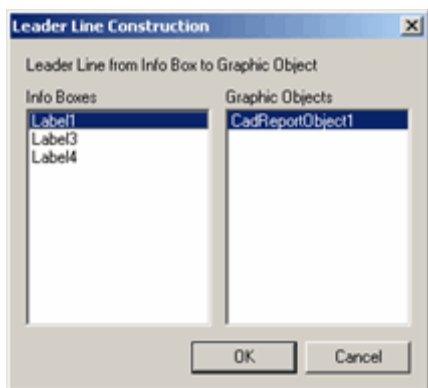 Leader Line Construction
Leader Line from Info Box to Graphic Object
Info Boxes
Label1
Label3
Label4
Graphic Objects
CadReportObject1
OK
Cancel